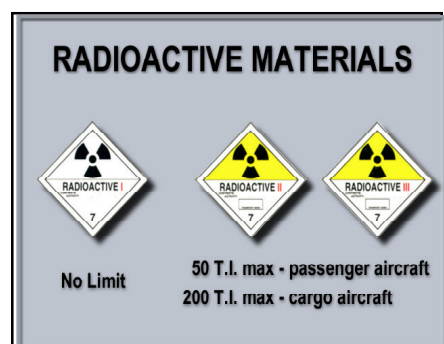 RADIOACTIVE MATERIALS
RADIOACTIVE I
7
RADIOACTIVE II
7
RADIOACTIVE III
7
No Limit
50 T.I. max - passenger aircraft
200 T.I. max - cargo aircraft